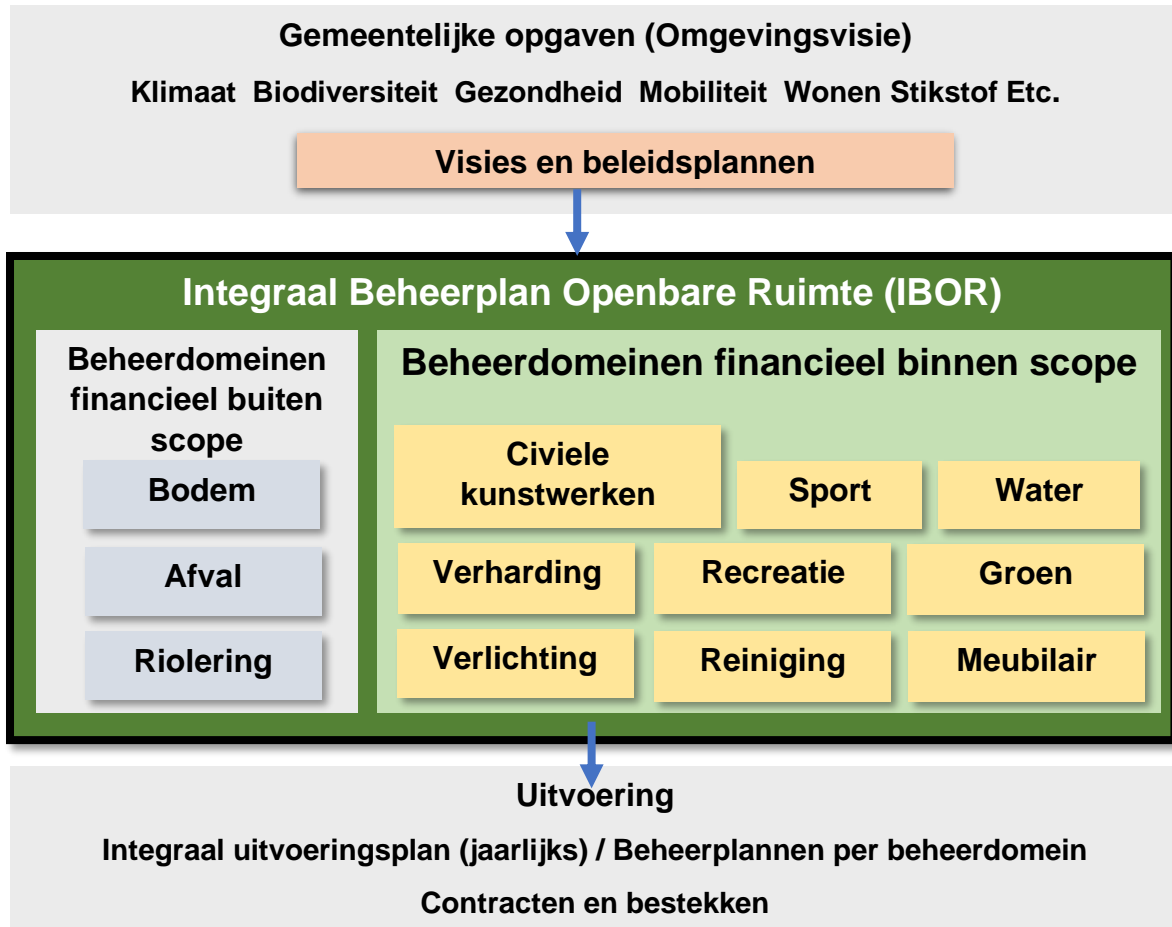 Gemeentelijke opgaven (Omgevingsvisie)
Klimaat Biodiversiteit Gezondheid Mobiliteit Wonen Stikstof Etc.
Visies en beleidsplannen
Integraal Beheerplan Openbare Ruimte (IBOR)
Beheerdomeinen
financieel buiten
scope
Bodem
Afval
Riolering
Beheerdomeinen financieel binnen scope
Civiele
kunstwerken
Sport
Water
Verharding
Recreatie
Groen
Verlichting
Reiniging
Meubilair
Uitvoering
Integraal uitvoeringsplan (jaarlijks) / Beheerplannen per beheerdomein
Contracten en bestekken